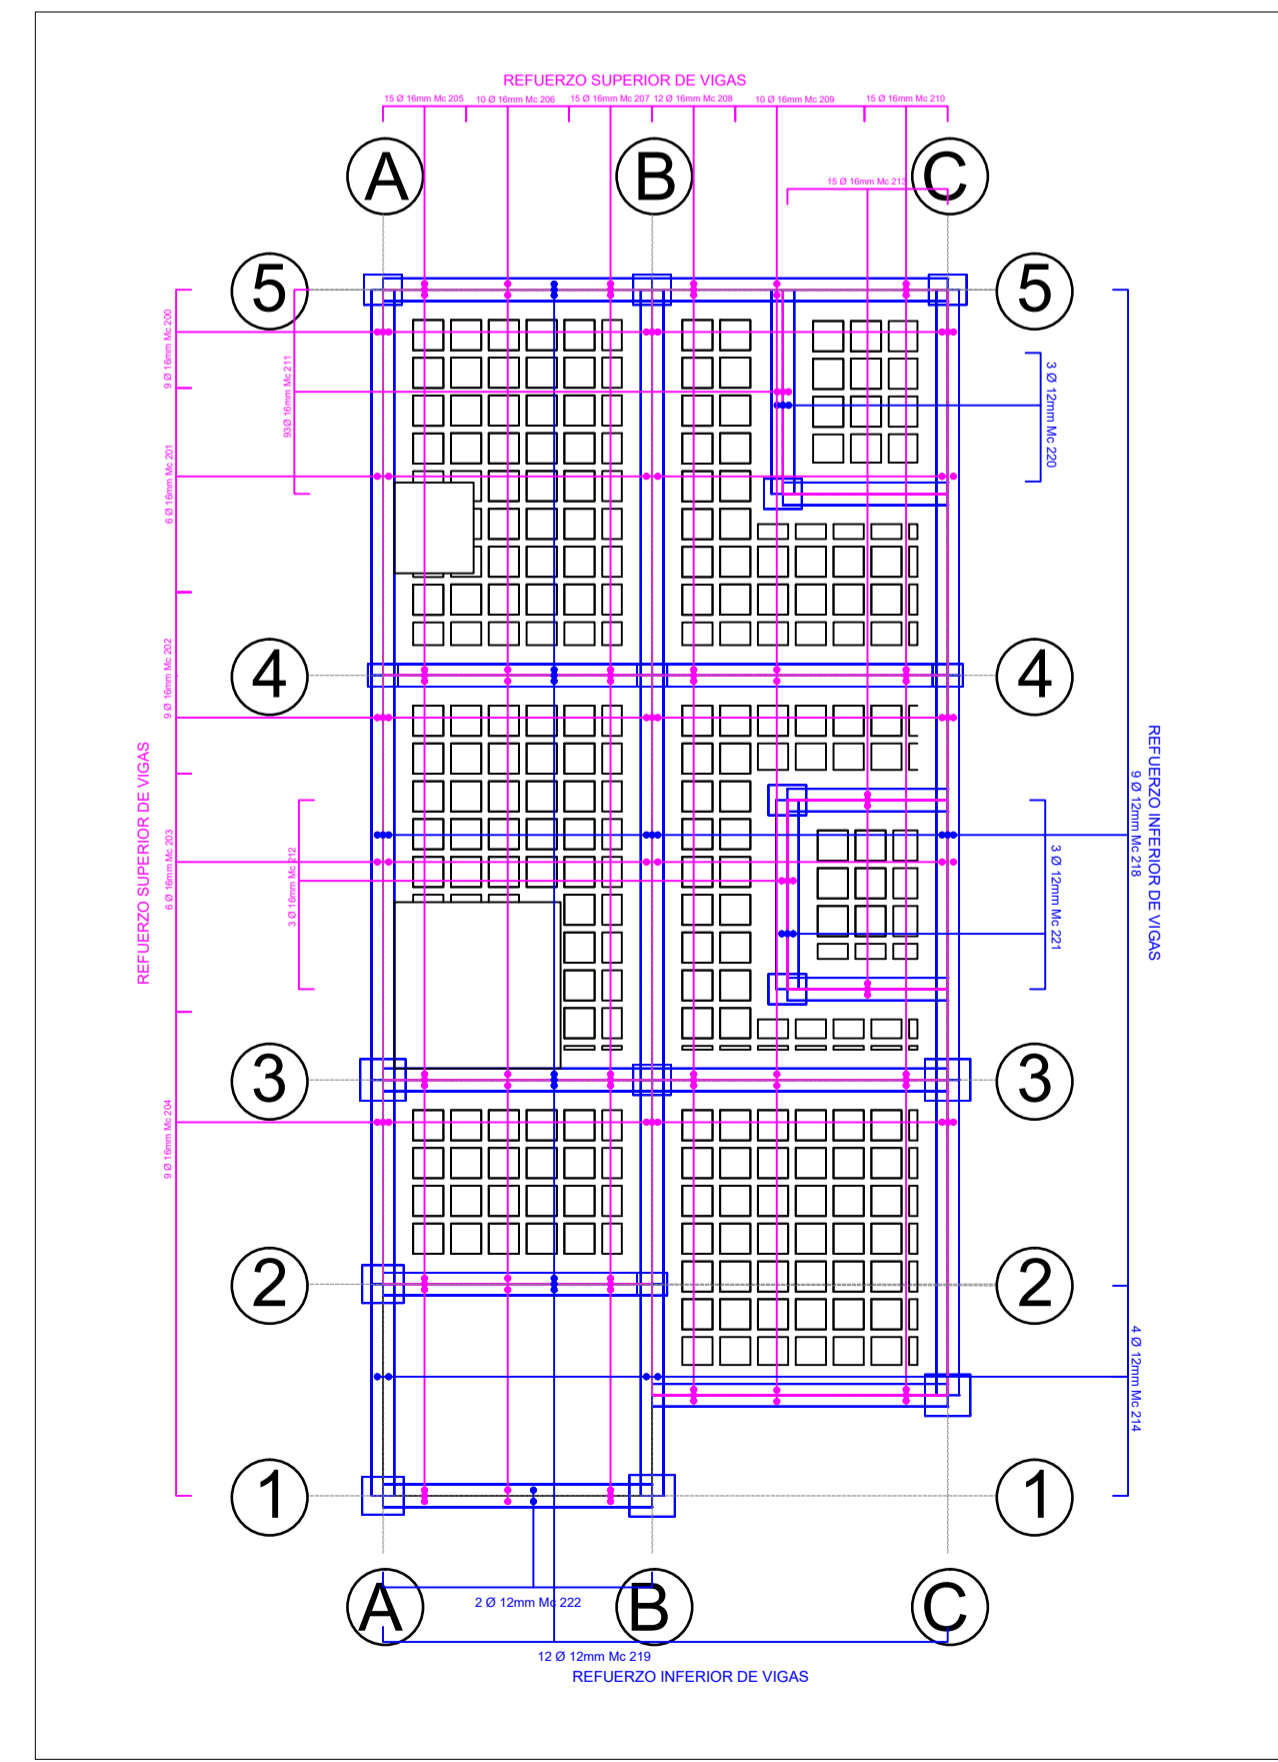 REFUERZO SUPERIOR DE VIGAS
15 Ø 16mm Mc 205
10 Ø 16mm Mc 206
15 Ø 16mm Mc 207
12 Ø 16mm Mc 208
10 Ø 16mm Mc 209
15 Ø 16mm Mc 210
A
B
C
15 Ø 16mm Mc 213
5
5
9 Ø 16mm Mc 200
93Ø 16mm Mc 211
3 Ø 12mm Mc 220
6 Ø 16mm Mc 201
4
4
9 Ø 16mm Mc 202
REFUERZO SUPERIOR DE VIGAS
6 Ø 16mm Mc 203
3 Ø 16mm Mc 212
3 Ø 12mm Mc 221
9 Ø 12mm Mc 218
REFUERZO INFERIOR DE VIGAS
3
3
9 Ø 16mm Mc 204
2
2
4 Ø 12mm Mc 214
1
1
A
B
C
2 Ø 12mm Mc 222
12 Ø 12mm Mc 219
REFUERZO INFERIOR DE VIGAS